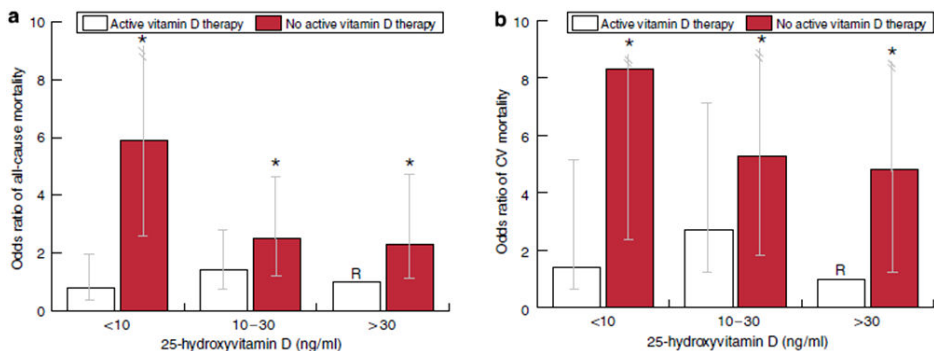 a
Active vitamin D therapy No active vitamin D therapy
Odds ratio of all-cause mortality
10
8
6
4
2
0
*
*
*
R
<10 10–30 >30
25-hydroxyvitamin D (ng/ml)
b
Active vitamin D therapy No active vitamin D therapy
Odds ratio of CV mortality
10
8
6
4
2
0
*
*
*
R
<10 10–30 >30
25-hydroxyvitamin D (ng/ml)